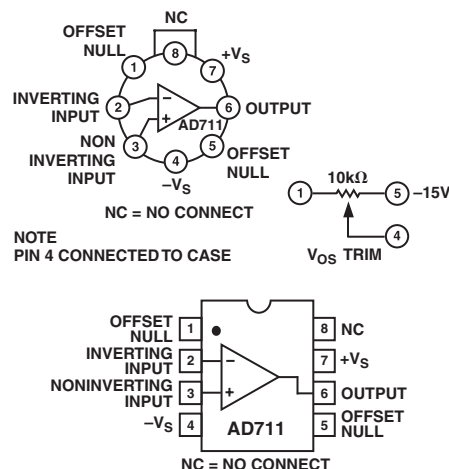 NC
OFFSET
NULL
8
+VS
1
7
INVERTING
INPUT
2
−
+
AD711
6
OUTPUT
NON
INVERTING
INPUT
3
4
5
OFFSET
NULL
−VS
NC = NO CONNECT
NOTE
PIN 4 CONNECTED TO CASE
10kΩ
1
5
−15V
4
VOS TRIM
OFFSET
NULL
1
8
NC
INVERTING
INPUT
2
−
7
+VS
NONINVERTING
INPUT
3
+
6
OUTPUT
−VS
4
AD711
5
OFFSET
NULL
NC = NO CONNECT